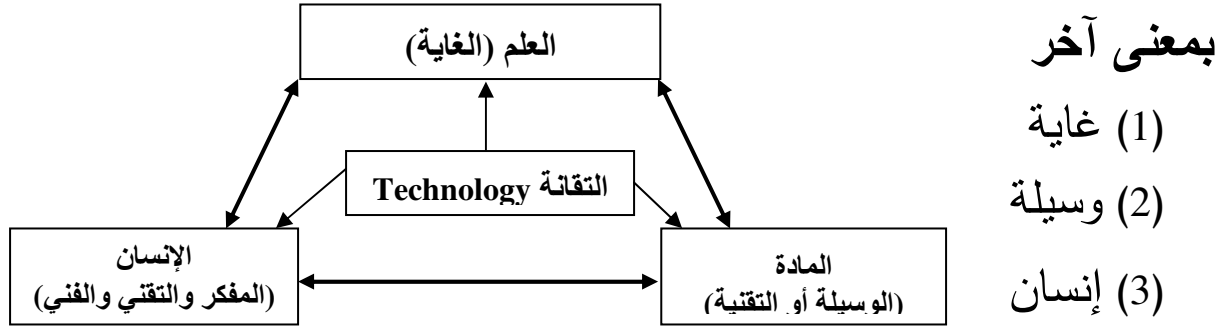 العلم (الغاية)
التقانة Technology
الإنسان
(المفكر والتقني والفني)
المادة
(الوسيلة أو التقنية)
بمعنى آخر
(1) غاية
(2) وسيلة
(3) إنسان